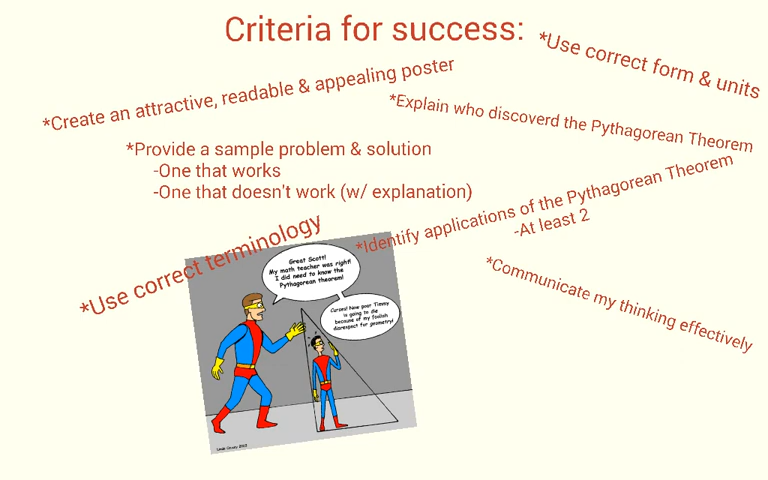 Criteria for success:
*Use correct form & units
*Create an attractive, readable & appealing poster
*Explain who discoverd the Pythagorean Theorem
*Provide a sample problem & solution
-One that works
-One that doesn't work (w/ explanation)
*Identify applications of the Pythagorean Theorem
-At least 2
*Use correct terminology
*Communicate my thinking effectively
Great Scott!
My math teacher was right!
I did need to know the
Pythagorean theorem!
Curses! Now poor Timmy
is going to die
because of my foolish
disrespect for geometry!